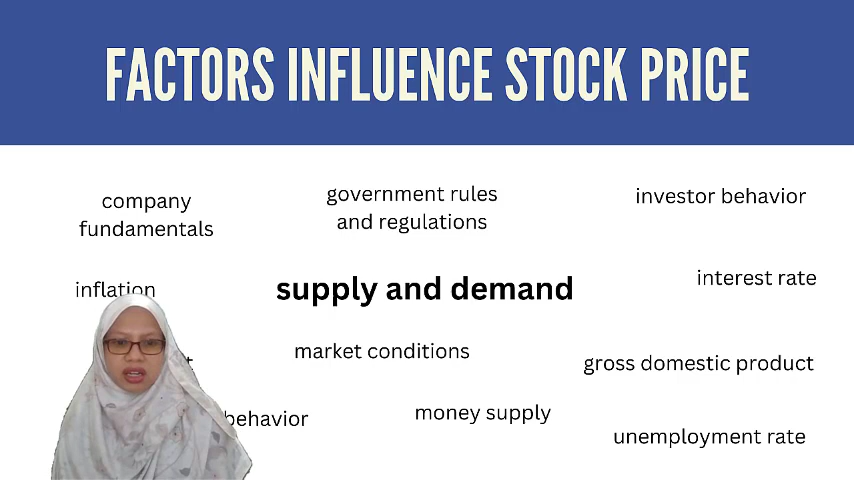 FACTORS INFLUENCE STOCK PRICE
company
fundamentals
government rules
and regulations
investor behavior
inflation
supply and demand
interest rate
market conditions
gross domestic product
behavior
money supply
unemployment rate